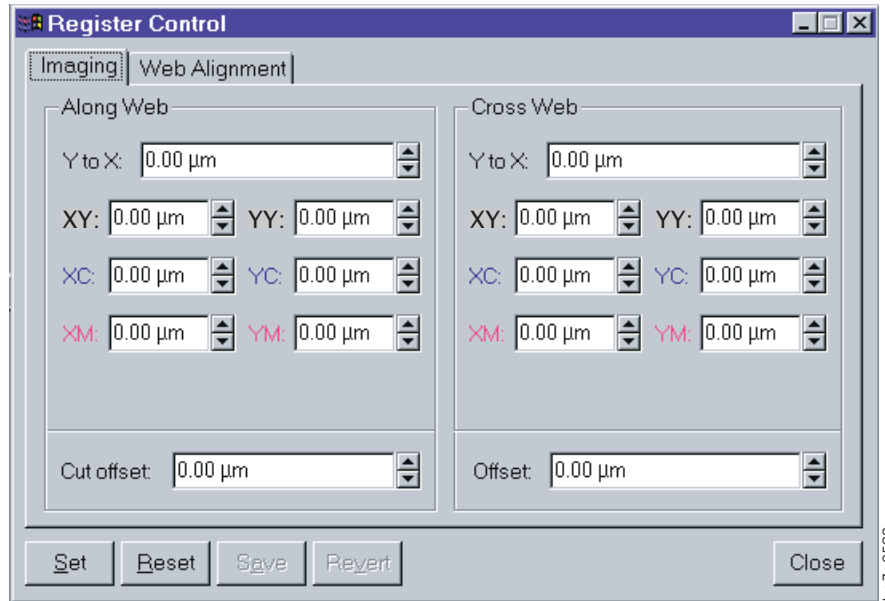 Register Control
Imaging Web Alignment
Along Web
Y to X: 0.00 µm
XY: 0.00 µm YY: 0.00 µm
XC: 0.00 µm YC: 0.00 µm
XM: 0.00 µm YM: 0.00 µm
Cut offset: 0.00 µm
Cross Web
Y to X: 0.00 µm
XY: 0.00 µm YY: 0.00 µm
XC: 0.00 µm YC: 0.00 µm
XM: 0.00 µm YM: 0.00 µm
Offset: 0.00 µm
Set Reset Save Revert Close